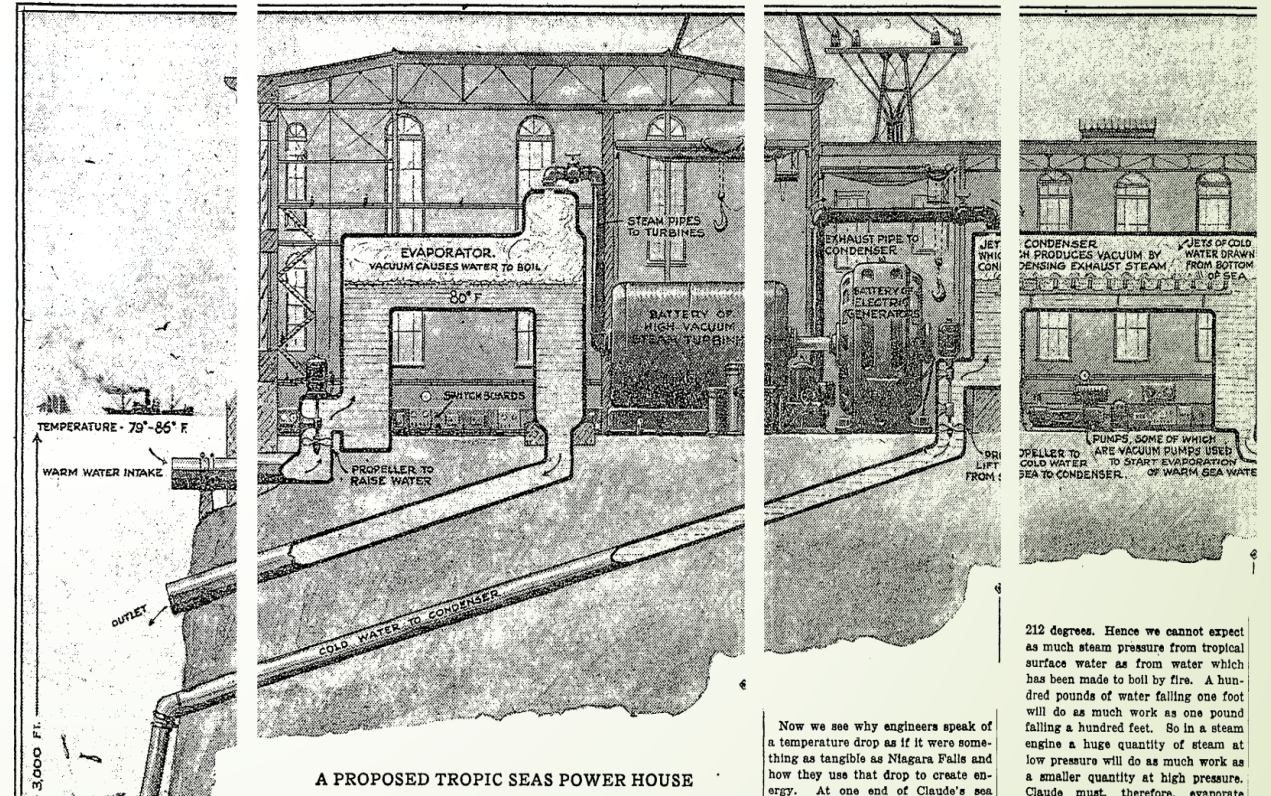 STEAM PIPES
TO TURBINES
EVAPORATOR.
VACUUM CAUSES WATER TO BOIL
80° F
EXHAUST PIPE TO
CONDENSER
JET CONDENSER
WHICH PRODUCES VACUUM BY
CONDENSING EXHAUST STEAM
JETS OF COLD
WATER DRAWN
FROM BOTTOM
OF SEA
BATTERY OF
ELECTRIC
GENERATORS
BATTERY OF
HIGH VACUUM
STEAM TURBIN
SWITCH BOARDS
TEMPERATURE - 79°-86° F.
WARM WATER INTAKE
PROPELLER TO
RAISE WATER
PROPELLER TO
LIFT COLD WATER
FROM SEA TO CONDENSER.
PUMPS, SOME OF WHICH
ARE VACUUM PUMPS USED
TO START EVAPORATION
OF WARM SEA WATE
OUTLET
COLD WATER TO CONDENSER
3,000 FT.
A PROPOSED TROPIC SEAS POWER HOUSE
Now we see why engineers speak of
a temperature drop as if it were some-
thing as tangible as Niagara Falls and
how they use that drop to create en-
ergy. At one end of Claude's sea
212 degrees. Hence we cannot expect
as much steam pressure from tropical
surface water as from water which
has been made to boil by fire. A hun-
dred pounds of water falling one foot
will do as much work as one pound
falling a hundred feet. So in a steam
engine a huge quantity of steam at
low pressure will do as much work as
a smaller quantity at high pressure.
Claude must, therefore, evaporate